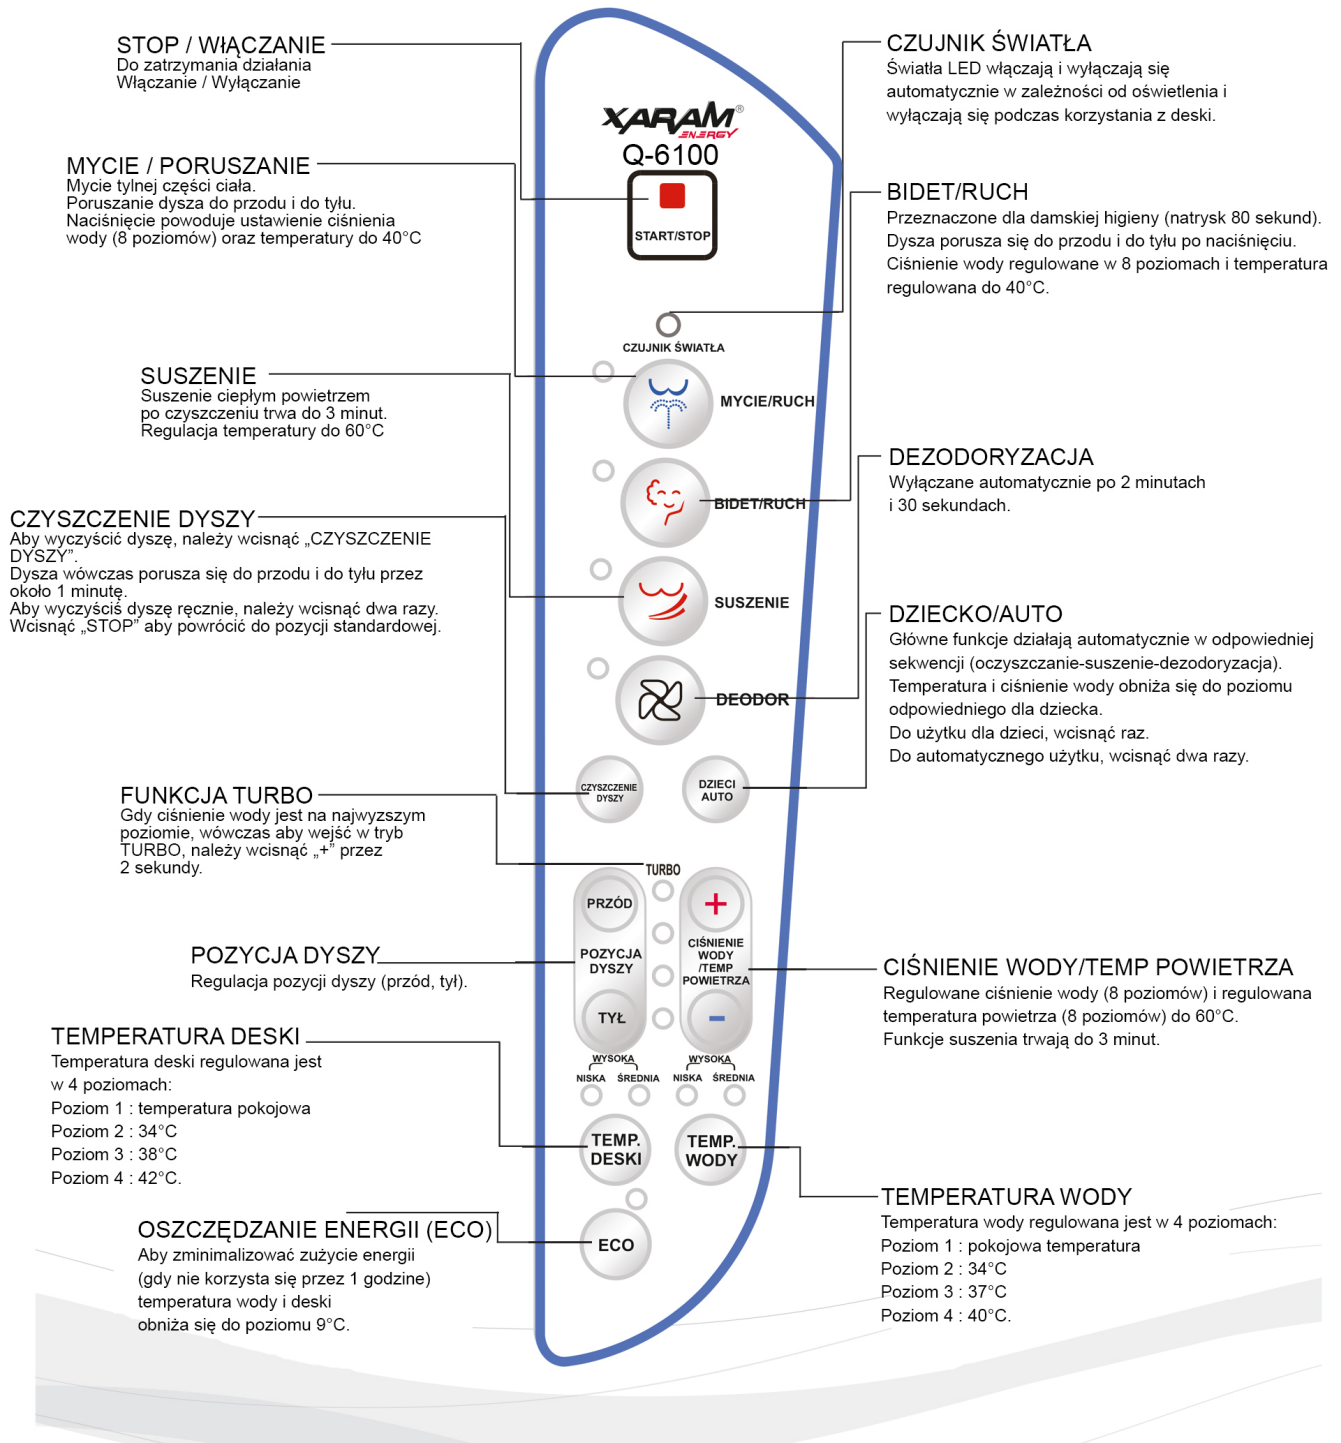 STOP / WłĄCZANIE
Do zatrzymania działania
Włączanie / Wyłączanie
MYCIE / PORUSZANIE
Mycie tylnej części ciała.
Poruszanie dysza do przodu i do tyłu.
Naciśnięcie powoduje ustawienie ciśnienia
wody (8 poziomów) oraz temperatury do 40°C
SUSZENIE
Suszenie ciepłym powietrzem
po czyszczeniu trwa do 3 minut.
Regulacja temperatury do 60°C
CZYSZCZENIE DYSZY
Aby wyczyścić dyszę, należy wcisnąć „CZYSZCZENIE
DYSZY”.
Dysza wówczas porusza się do przodu i do tyłu przez
około 1 minutę.
Aby wyczyściś dyszę ręcznie, należy wcisnąć dwa razy.
Wcisnąć „STOP” aby powrócić do pozycji standardowej.
FUNKCJA TURBO
Gdy ciśnienie wody jest na najwyzszym
poziomie, wówczas aby wejść w tryb
TURBO, należy wcisnąć „+” przez
2 sekundy.
POZYCJA DYSZY
Regulacja pozycji dyszy (przód, tył).
TEMPERATURA DESKI
Temperatura deski regulowana jest
w 4 poziomach:
Poziom 1 : temperatura pokojowa
Poziom 2 : 34°C
Poziom 3 : 38°C
Poziom 4 : 42°C.
OSZCZĘDZANIE ENERGII (ECO)
Aby zminimalizować zużycie energii
(gdy nie korzysta się przez 1 godzine)
temperatura wody i deski
obniża się do poziomu 9°C.
XARAM®
ENERGY
Q-6100
START/STOP
CZUJNIK ŚWIATŁA
MYCIE/RUCH
BIDET/RUCH
SUSZENIE
DEODOR
CZYSZCZENIE
DYSZY
DZIECI
AUTO
TURBO
PRZÓD
POZYCJA
DYSZY
TYŁ
+
CIŚNIENIE
WODY
/TEMP
POWIETRZA
−
WYSOKA
NISKA ŚREDNIA
WYSOKA
NISKA ŚREDNIA
TEMP.
DESKI
TEMP.
WODY
ECO
CZUJNIK ŚWIATŁA
Światła LED włączają i wyłączają się
automatycznie w zależności od oświetlenia i
wyłączają się podczas korzystania z deski.
BIDET/RUCH
Przeznaczone dla damskiej higieny (natrysk 80 sekund).
Dysza porusza się do przodu i do tyłu po naciśnięciu.
Ciśnienie wody regulowane w 8 poziomach i temperatura
regulowana do 40°C.
DEZODORYZACJA
Wyłączane automatycznie po 2 minutach
i 30 sekundach.
DZIECKO/AUTO
Główne funkcje działają automatycznie w odpowiedniej
sekwencji (oczyszczanie-suszenie-dezodoryzacja).
Temperatura i ciśnienie wody obniża się do poziomu
odpowiedniego dla dziecka.
Do użytku dla dzieci, wcisnąć raz.
Do automatycznego użytku, wcisnąć dwa razy.
CIŚNIENIE WODY/TEMP POWIETRZA
Regulowane ciśnienie wody (8 poziomów) i regulowana
temperatura powietrza (8 poziomów) do 60°C.
Funkcje suszenia trwają do 3 minut.
TEMPERATURA WODY
Temperatura wody regulowana jest w 4 poziomach:
Poziom 1 : pokojowa temperatura
Poziom 2 : 34°C
Poziom 3 : 37°C
Poziom 4 : 40°C.